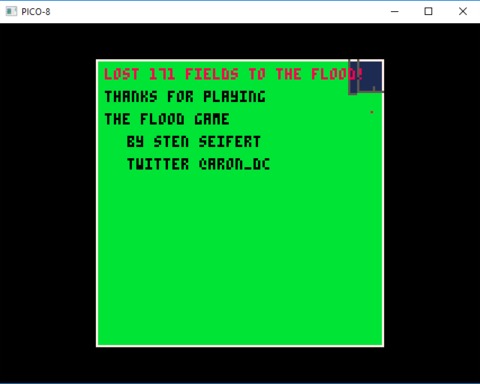 PICO-8
LOST 171 FIELDS TO THE FLOOD!
THANKS FOR PLAYING
THE FLOOD GAME
BY STEN SEIFERT
TWITTER @ARON_DC